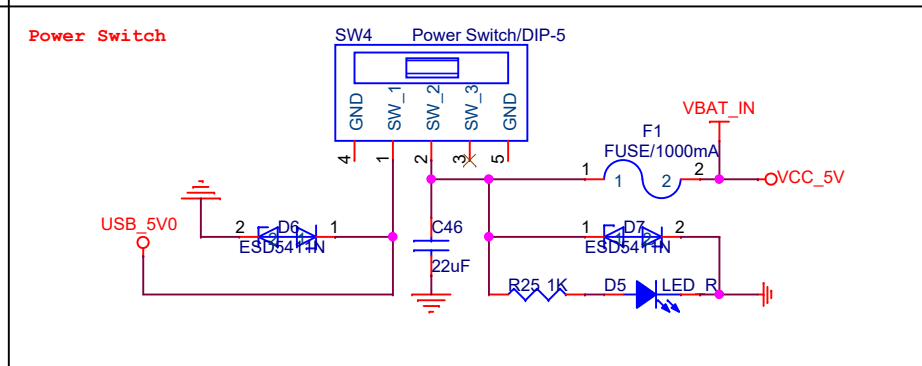 Power Switch
SW4 Power Switch/DIP-5
GND SW_1 SW_2 SW_3 GND
4 1 2 3 5
VBAT_IN
F1
FUSE/1000mA
1 1 2 2
VCC_5V
USB_5V0
2 D6 1
ESD5411N
C46
22uF
1 D7 2
ESD5411N
R25 1K D5 LED_R